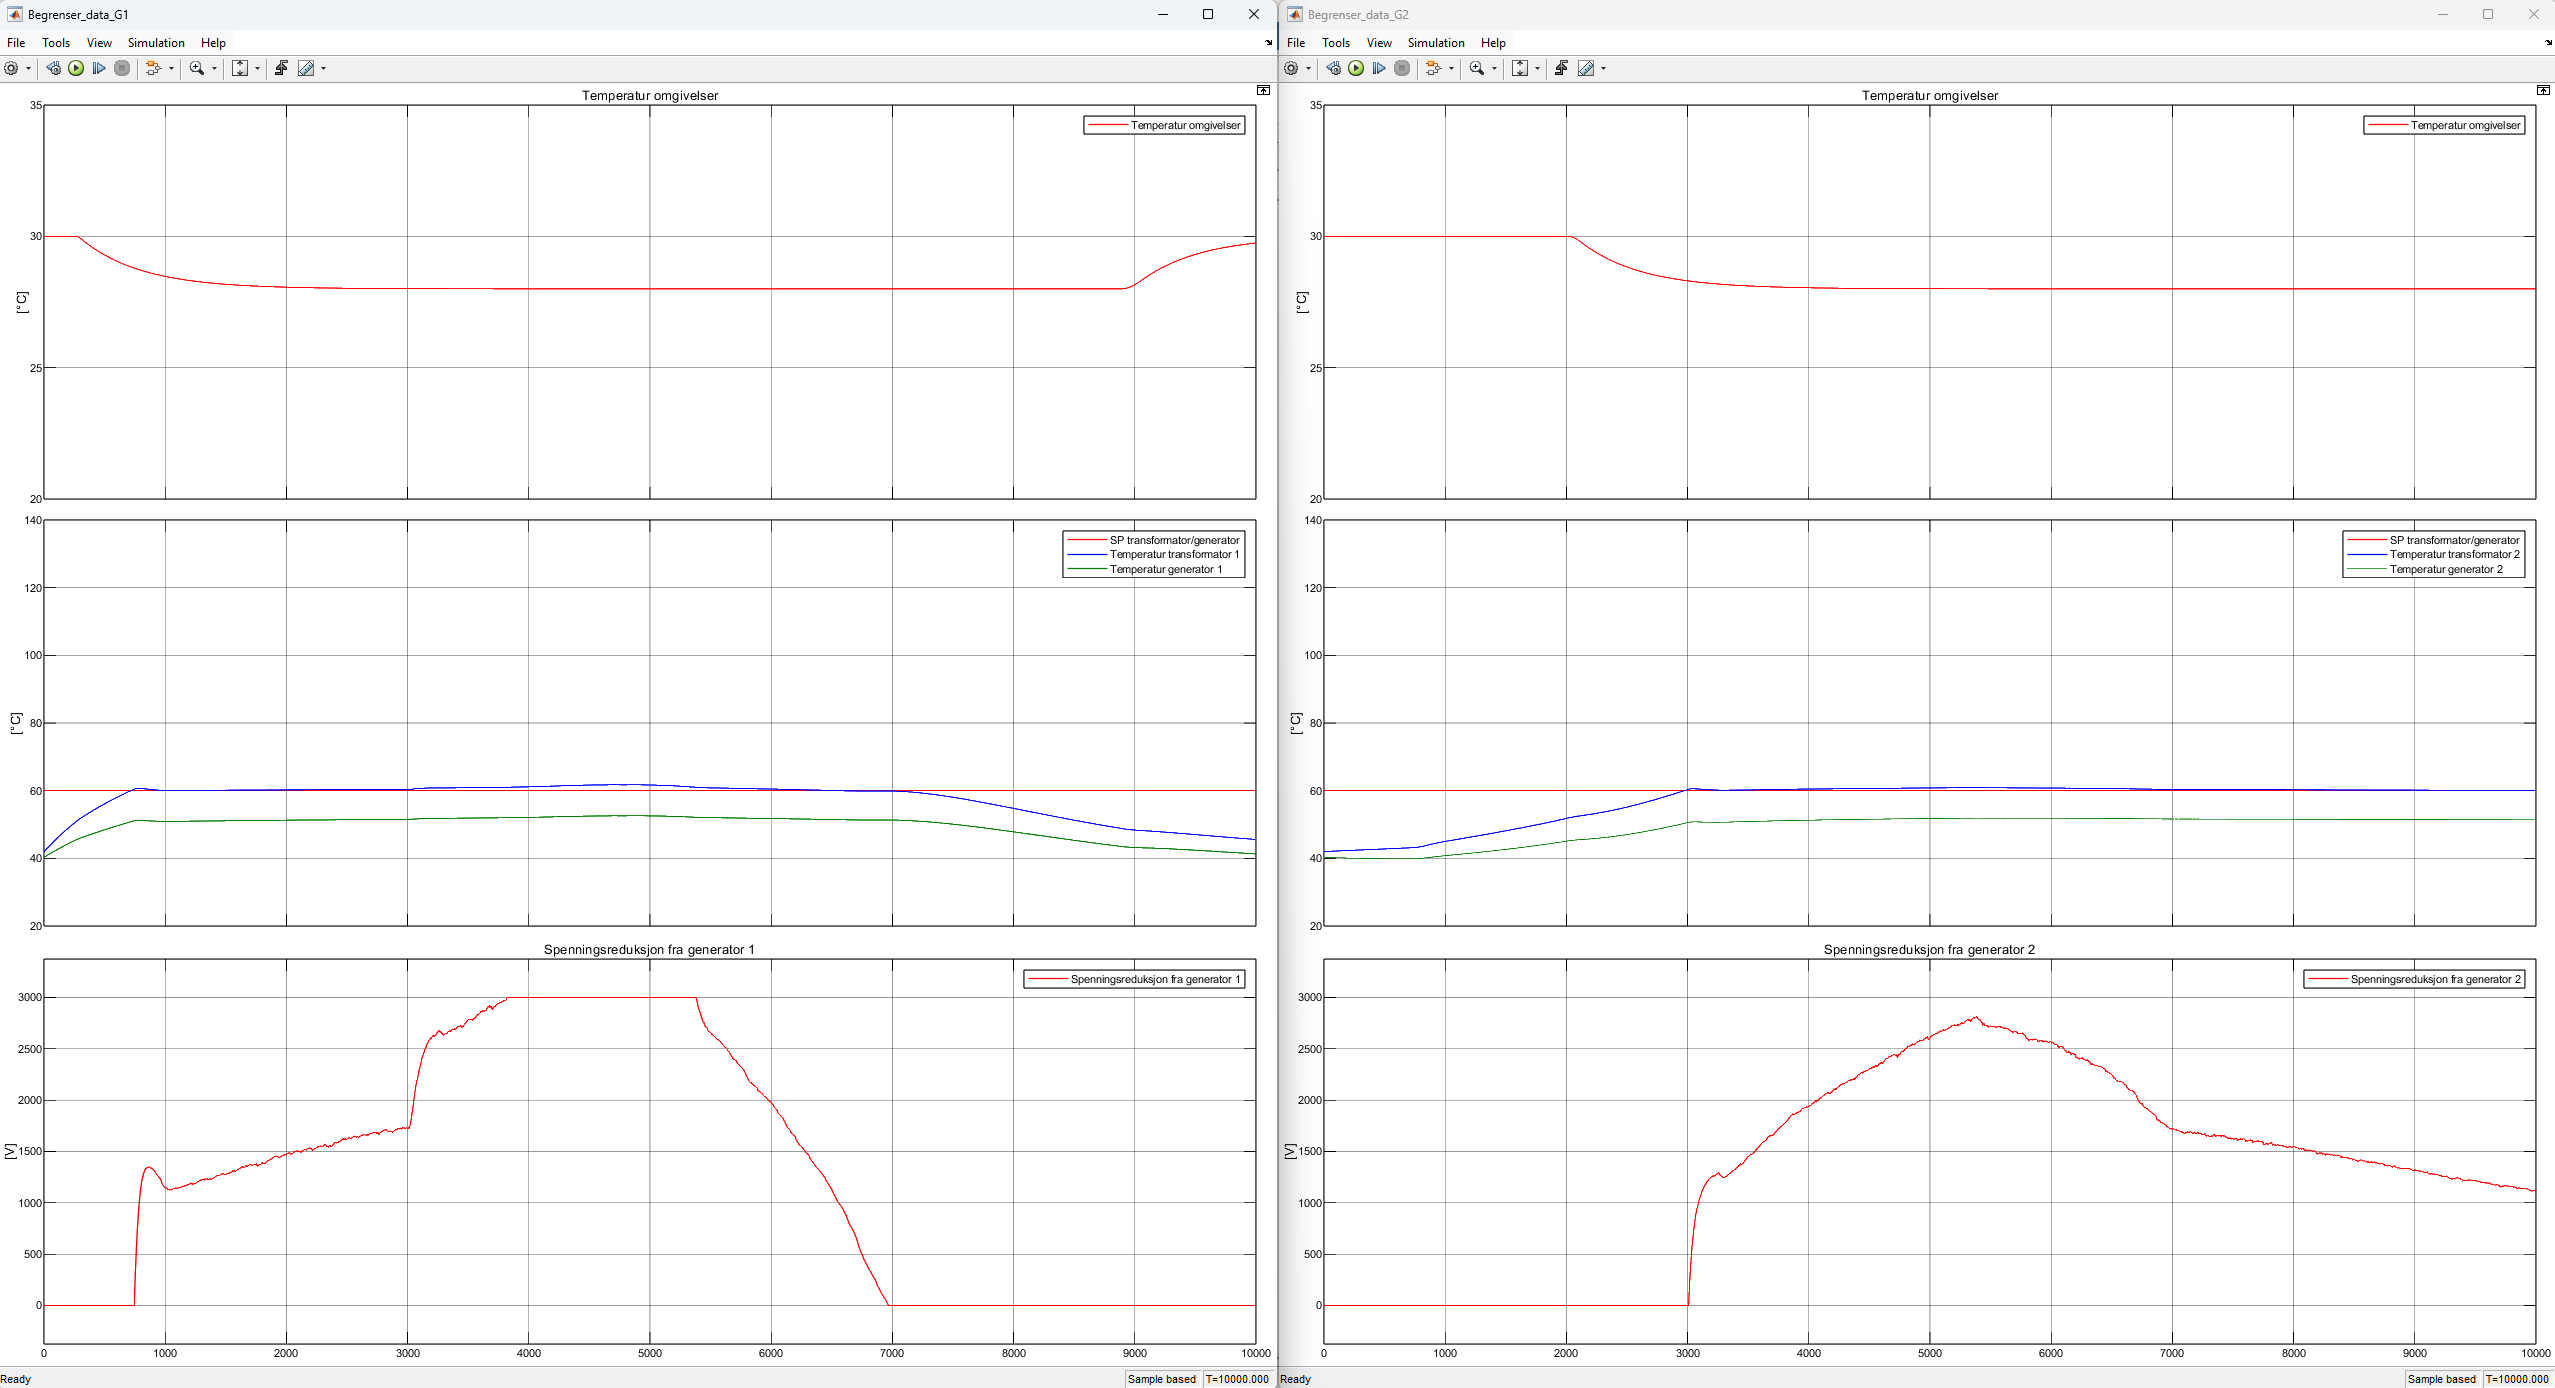 Begrenser_data_G1
File Tools View Simulation Help
Temperatur omgivelser
Temperatur omgivelser
35
30
25
20
[°C]
SP transformator/generator
Temperatur transformator 1
Temperatur generator 1
140
120
100
80
60
40
20
[°C]
Spenningsreduksjon fra generator 1
Spenningsreduksjon fra generator 1
3000
2500
2000
1500
1000
500
0
[V]
0 1000 2000 3000 4000 5000 6000 7000 8000 9000 10000
Ready Sample based T=10000.000
Begrenser_data_G2
File Tools View Simulation Help
Temperatur omgivelser
Temperatur omgivelser
35
30
25
20
[°C]
SP transformator/generator
Temperatur transformator 2
Temperatur generator 2
140
120
100
80
60
40
20
[°C]
Spenningsreduksjon fra generator 2
Spenningsreduksjon fra generator 2
3000
2500
2000
1500
1000
500
0
[V]
0 1000 2000 3000 4000 5000 6000 7000 8000 9000 10000
Ready Sample based T=10000.000